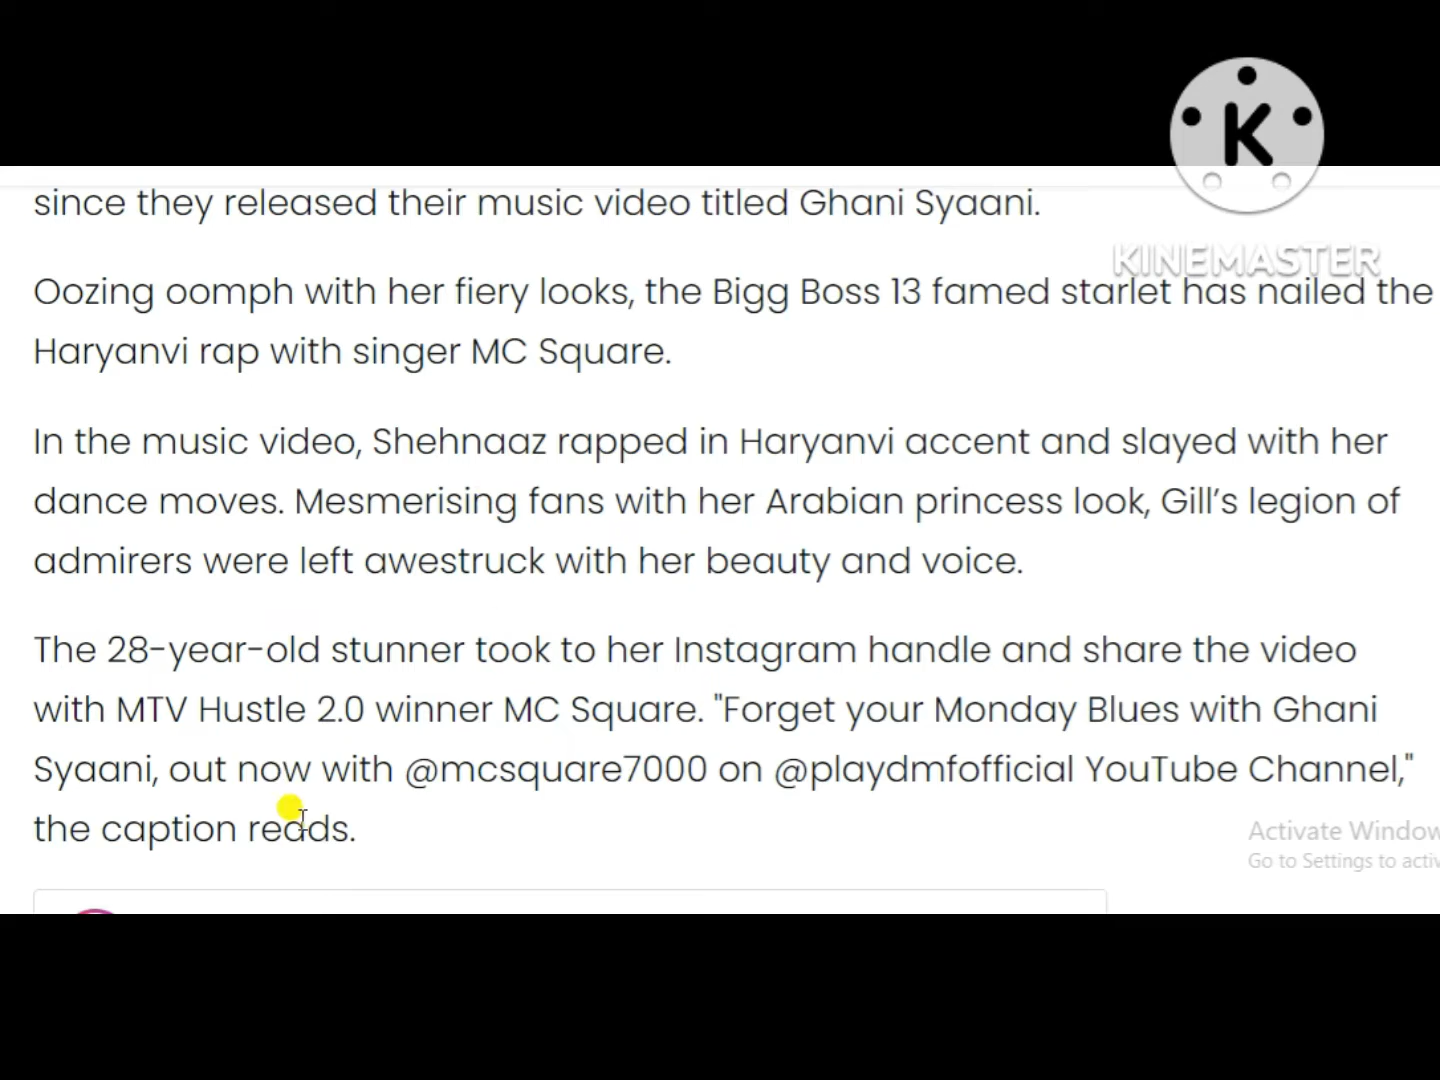 K
KINEMASTER
since they released their music video titled Ghani Syaani.
Oozing oomph with her fiery looks, the Bigg Boss 13 famed starlet has nailed the
Haryanvi rap with singer MC Square.
In the music video, Shehnaaz rapped in Haryanvi accent and slayed with her
dance moves. Mesmerising fans with her Arabian princess look, Gill’s legion of
admirers were left awestruck with her beauty and voice.
The 28-year-old stunner took to her Instagram handle and share the video
with MTV Hustle 2.0 winner MC Square. "Forget your Monday Blues with Ghani
Syaani, out now with @mcsquare7000 on @playdmfofficial YouTube Channel,"
the caption reads.
Activate Window
Go to Settings to activ